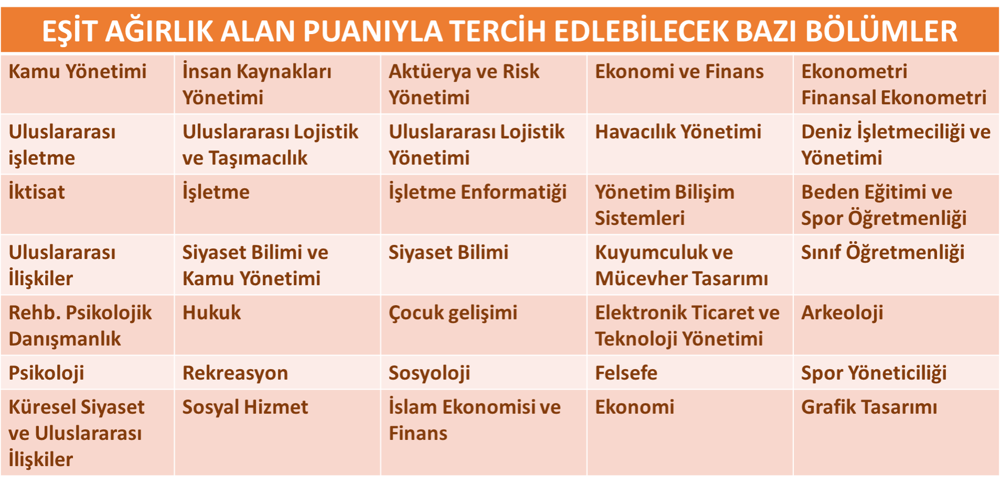 EŞİT AĞIRLIK ALAN PUANIYLA TERCİH EDLEBİLECEK BAZI BÖLÜMLER
Kamu Yönetimi
İnsan Kaynakları
Yönetimi
Aktüerya ve Risk
Yönetimi
Ekonomi ve Finans
Ekonometri
Finansal Ekonometri
Uluslararası
işletme
Uluslararası Lojistik
ve Taşımacılık
Uluslararası Lojistik
Yönetimi
Havacılık Yönetimi
Deniz İşletmeciliği ve
Yönetimi
İktisat
İşletme
İşletme Enformatiği
Yönetim Bilişim
Sistemleri
Beden Eğitimi ve
Spor Öğretmenliği
Uluslararası
İlişkiler
Siyaset Bilimi ve
Kamu Yönetimi
Siyaset Bilimi
Kuyumculuk ve
Mücevher Tasarımı
Sınıf Öğretmenliği
Rehb. Psikolojik
Danışmanlık
Hukuk
Çocuk gelişimi
Elektronik Ticaret ve
Teknoloji Yönetimi
Arkeoloji
Psikoloji
Rekreasyon
Sosyoloji
Felsefe
Spor Yöneticiliği
Küresel Siyaset
ve Uluslararası
İlişkiler
Sosyal Hizmet
İslam Ekonomisi ve
Finans
Ekonomi
Grafik Tasarımı